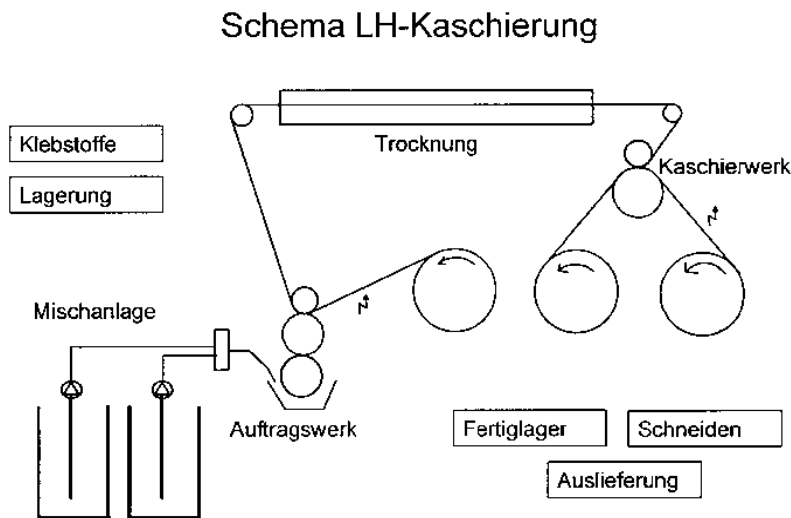 Schema LH-Kaschierung
Klebstoffe
Lagerung
Trocknung
Kaschierwerk
Mischanlage
Auftragswerk
Fertiglager
Schneiden
Auslieferung